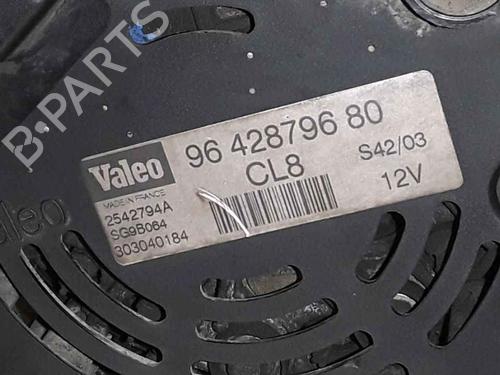 B-PARTS
Valeo
96 428796 80
CL8
S42/03
12V
MADE IN FRANCE
2542794A
SG9B064
303040184
Valeo